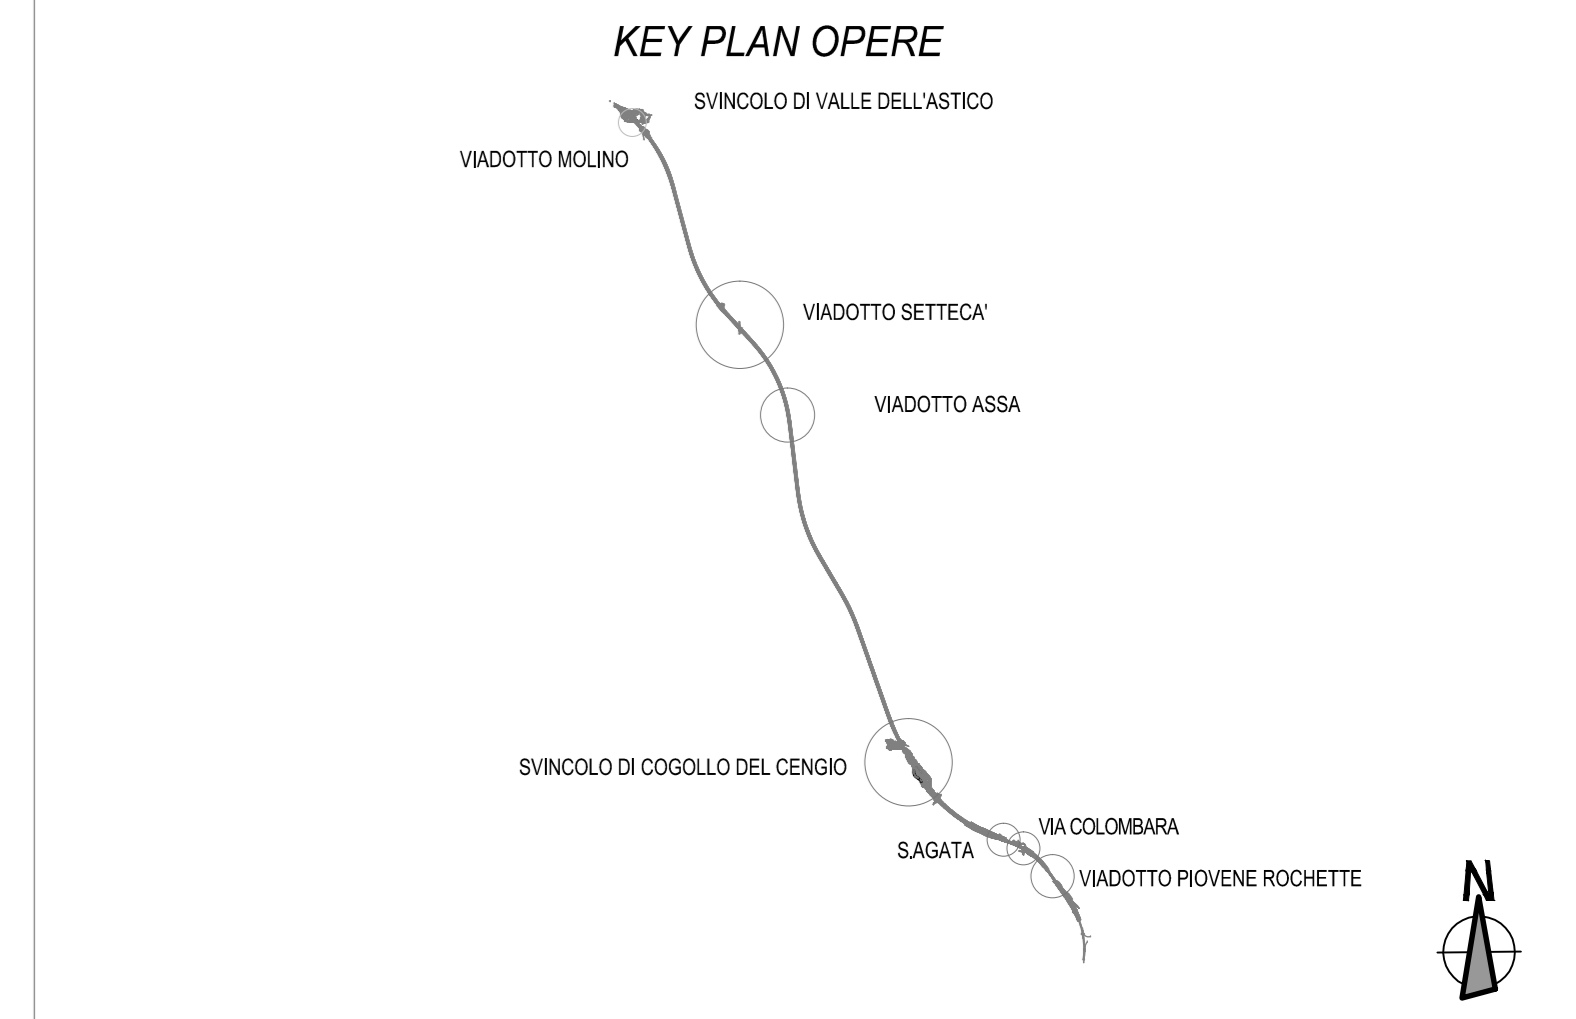 KEY PLAN OPERE
SVINCOLO DI VALLE DELL'ASTICO
VIADOTTO MOLINO
VIADOTTO SETTECA'
VIADOTTO ASSA
SVINCOLO DI COGOLLO DEL CENGIO
VIA COLOMBARA
S.AGATA
VIADOTTO PIOVENE ROCHETTE
N